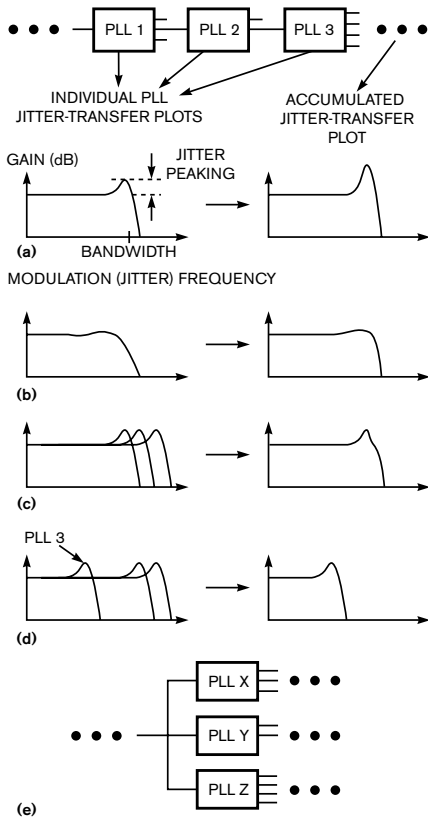 PLL 1
PLL 2
PLL 3
INDIVIDUAL PLL
JITTER-TRANSFER PLOTS
ACCUMULATED
JITTER-TRANSFER
PLOT
GAIN (dB)
JITTER
PEAKING
(a)
BANDWIDTH
MODULATION (JITTER) FREQUENCY
(b)
(c)
PLL 3
(d)
PLL X
PLL Y
PLL Z
(e)